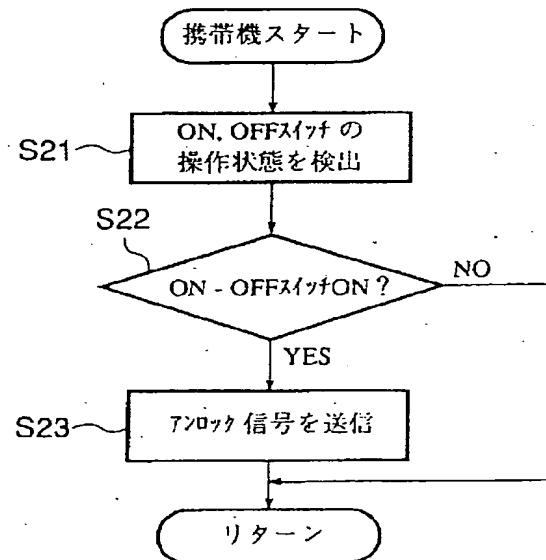 携帯機スタート
S21
ON, OFFスイッチの
操作状態を検出
S22
ON - OFFスイッチON?
NO
YES
S23
アンロック信号を送信
リターン